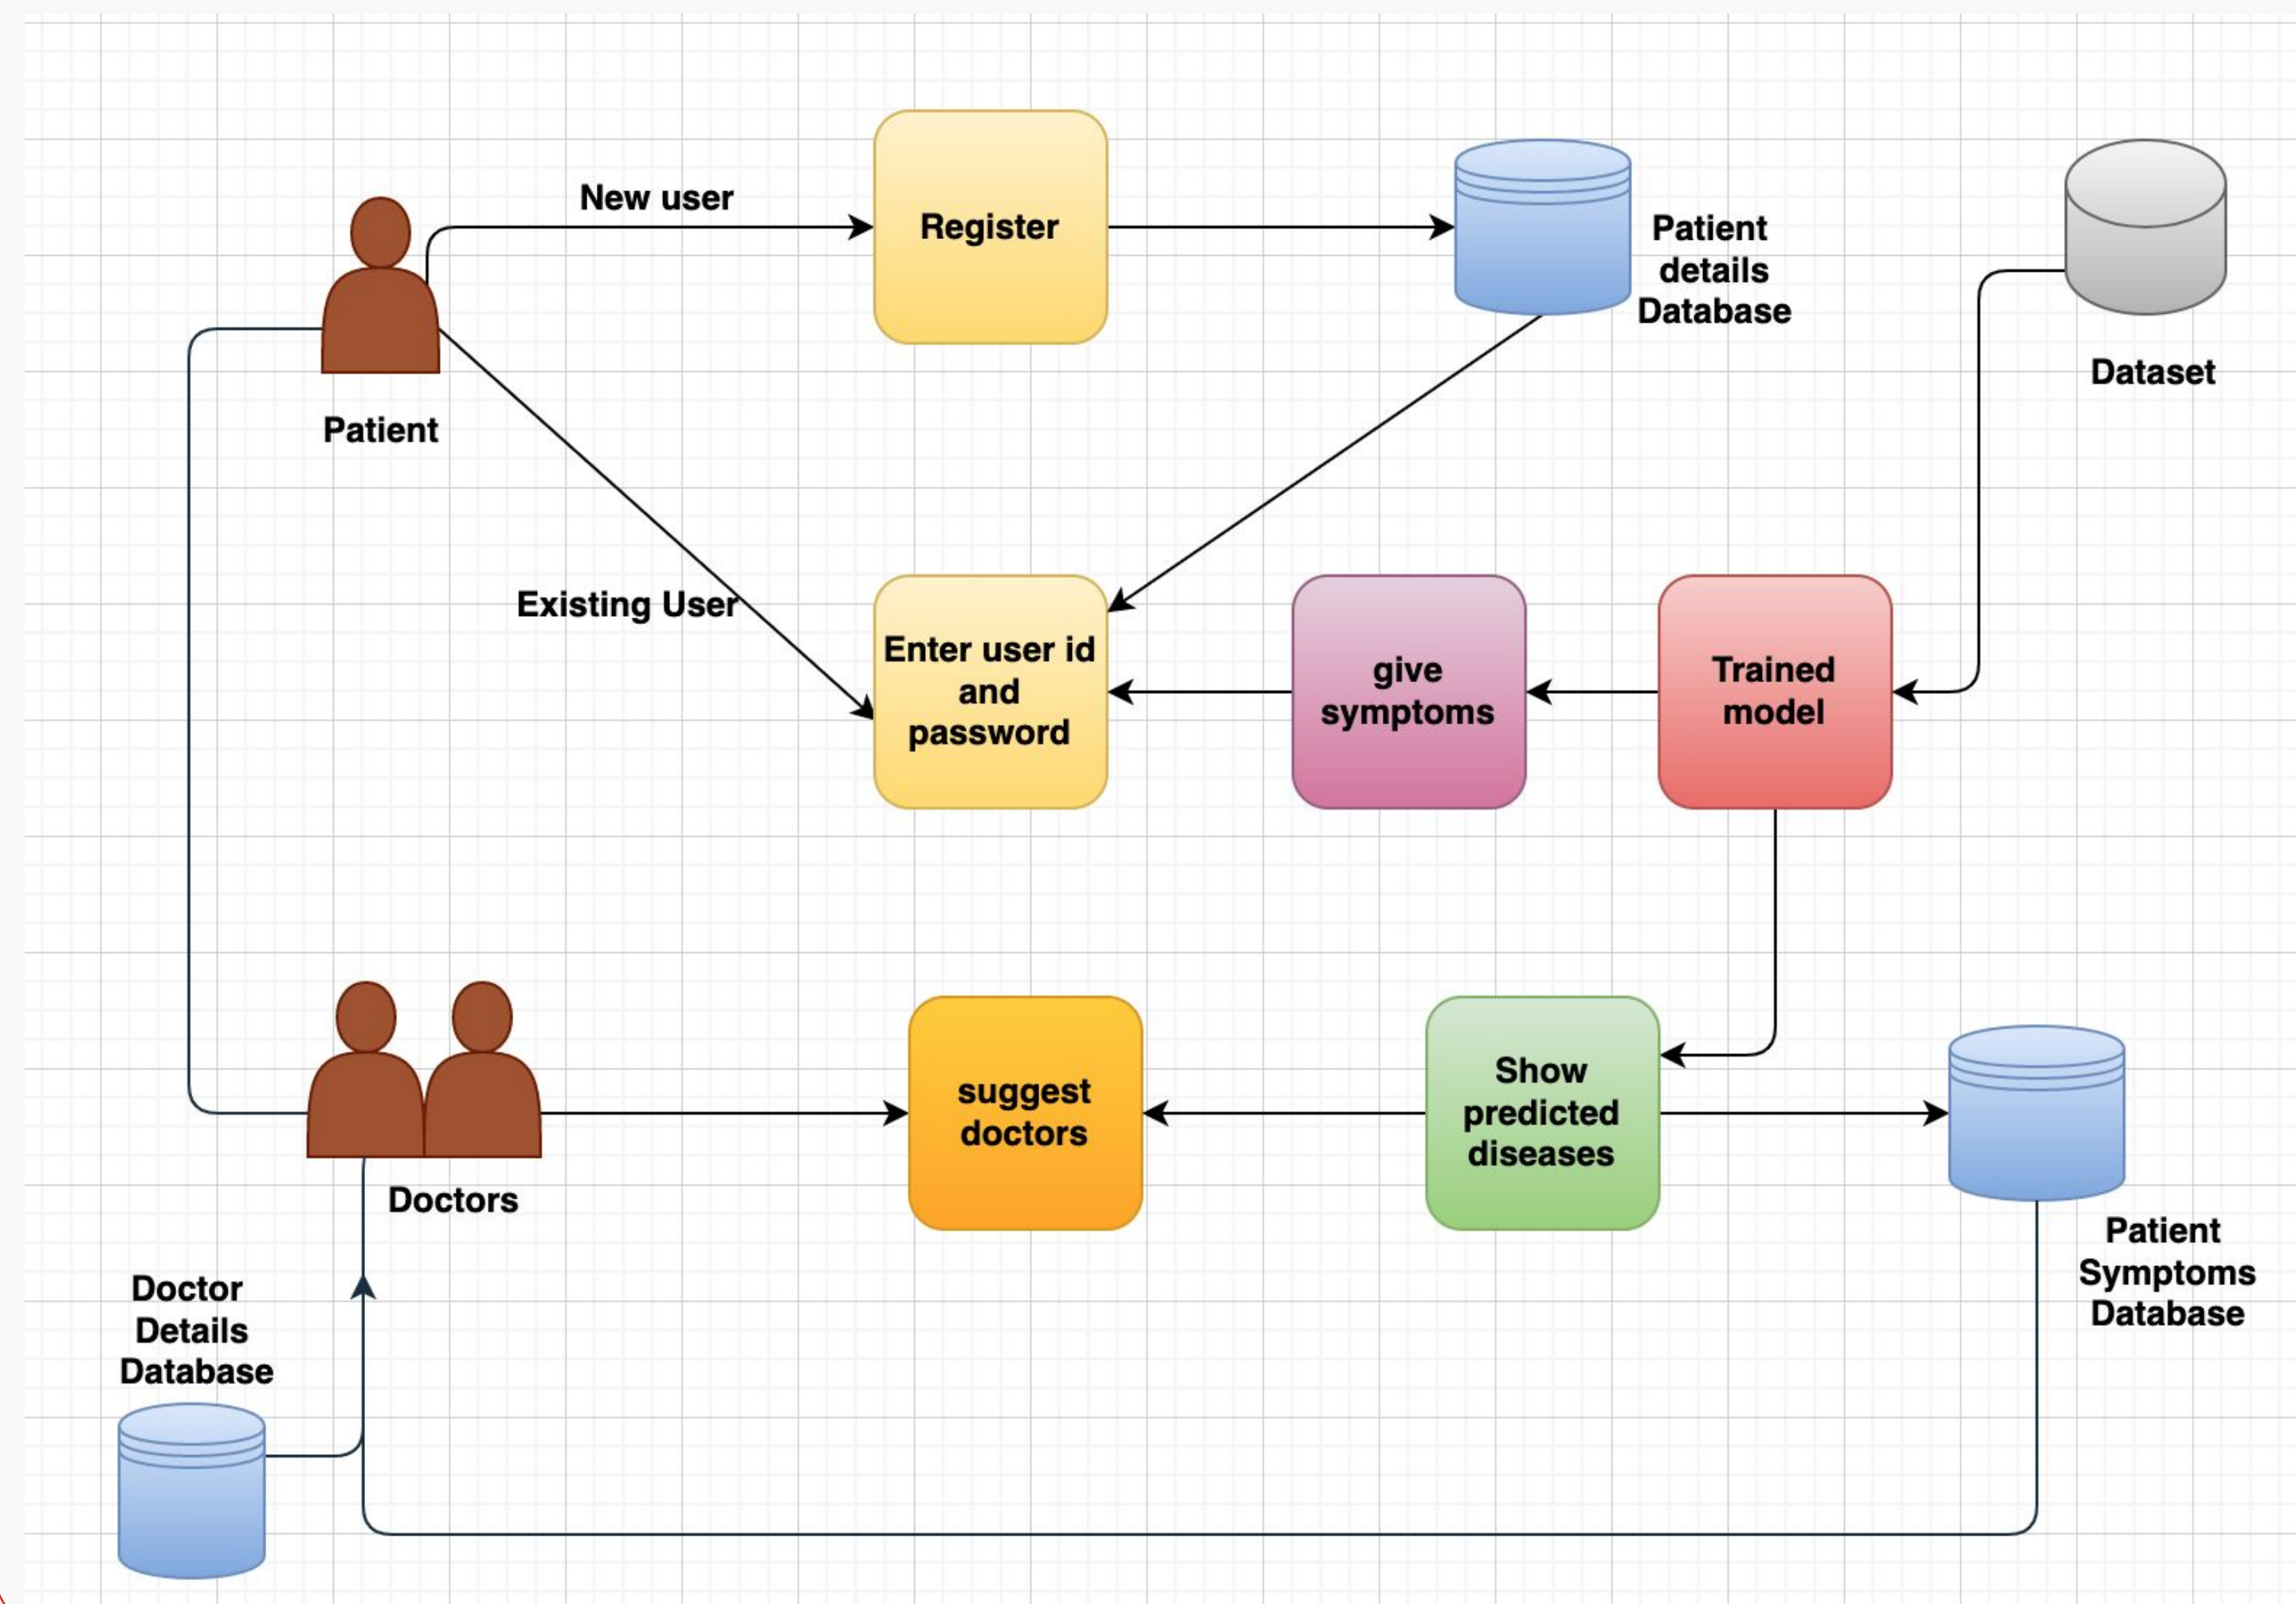 New user
Register
Patient
details
Database
Dataset
Patient
Existing User
Enter user id
and
password
give
symptoms
Trained
model
Doctors
suggest
doctors
Show
predicted
diseases
Patient
Symptoms
Database
Doctor
Details
Database